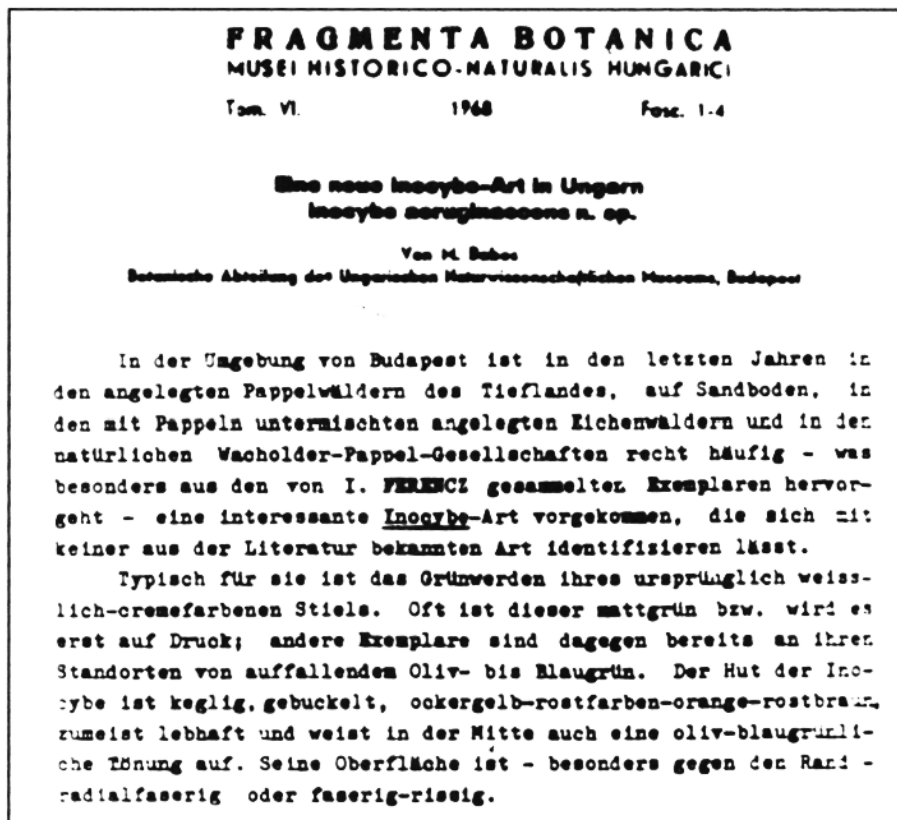 FRAGMENTA BOTANICA
MUSEI HISTORICO-NATURALIS HUNGARICI
Tom. VI. 1968 Fasc. 1-4
Eine neue Inocybe-Art in Ungarn
Inocybe aeruginascens n. sp.
Von M. Babos
Botanische Abteilung des Ungarischen Naturwissenschaftlichen Museums, Budapest
In der Umgebung von Budapest ist in den letzten Jahren in
den angelegten Pappelwäldern des Tieflandes, auf Sandboden, in
den mit Pappeln untermischten angelegten Eichenwäldern und in den
natürlichen Wacholder-Pappel-Gesellschaften recht häufig - was
besonders aus den von I. FERENCZ gesammelten Exemplaren hervor-
geht - eine interessante Inocybe-Art vorgekommen, die sich mit
keiner aus der Literatur bekannten Art identifizieren lässt.
Typisch für sie ist das Grünwerden ihres ursprünglich weiss-
lich-cremefarbenen Stiels. Oft ist dieser mattgrün bzw. wird es
erst auf Druck; andere Exemplare sind dagegen bereits an ihren
Standorten von auffallendem Oliv- bis Blaugrün. Der Hut der Ino-
cybe ist keglig, gebuckelt, ockergelb-rostfarben-orange-rostbraun,
zumeist lebhaft und weist in der Mitte auch eine oliv-blaugrünli-
che Tönung auf. Seine Oberfläche ist - besonders gegen den Rand -
radialfaserig oder faserig-rissig.